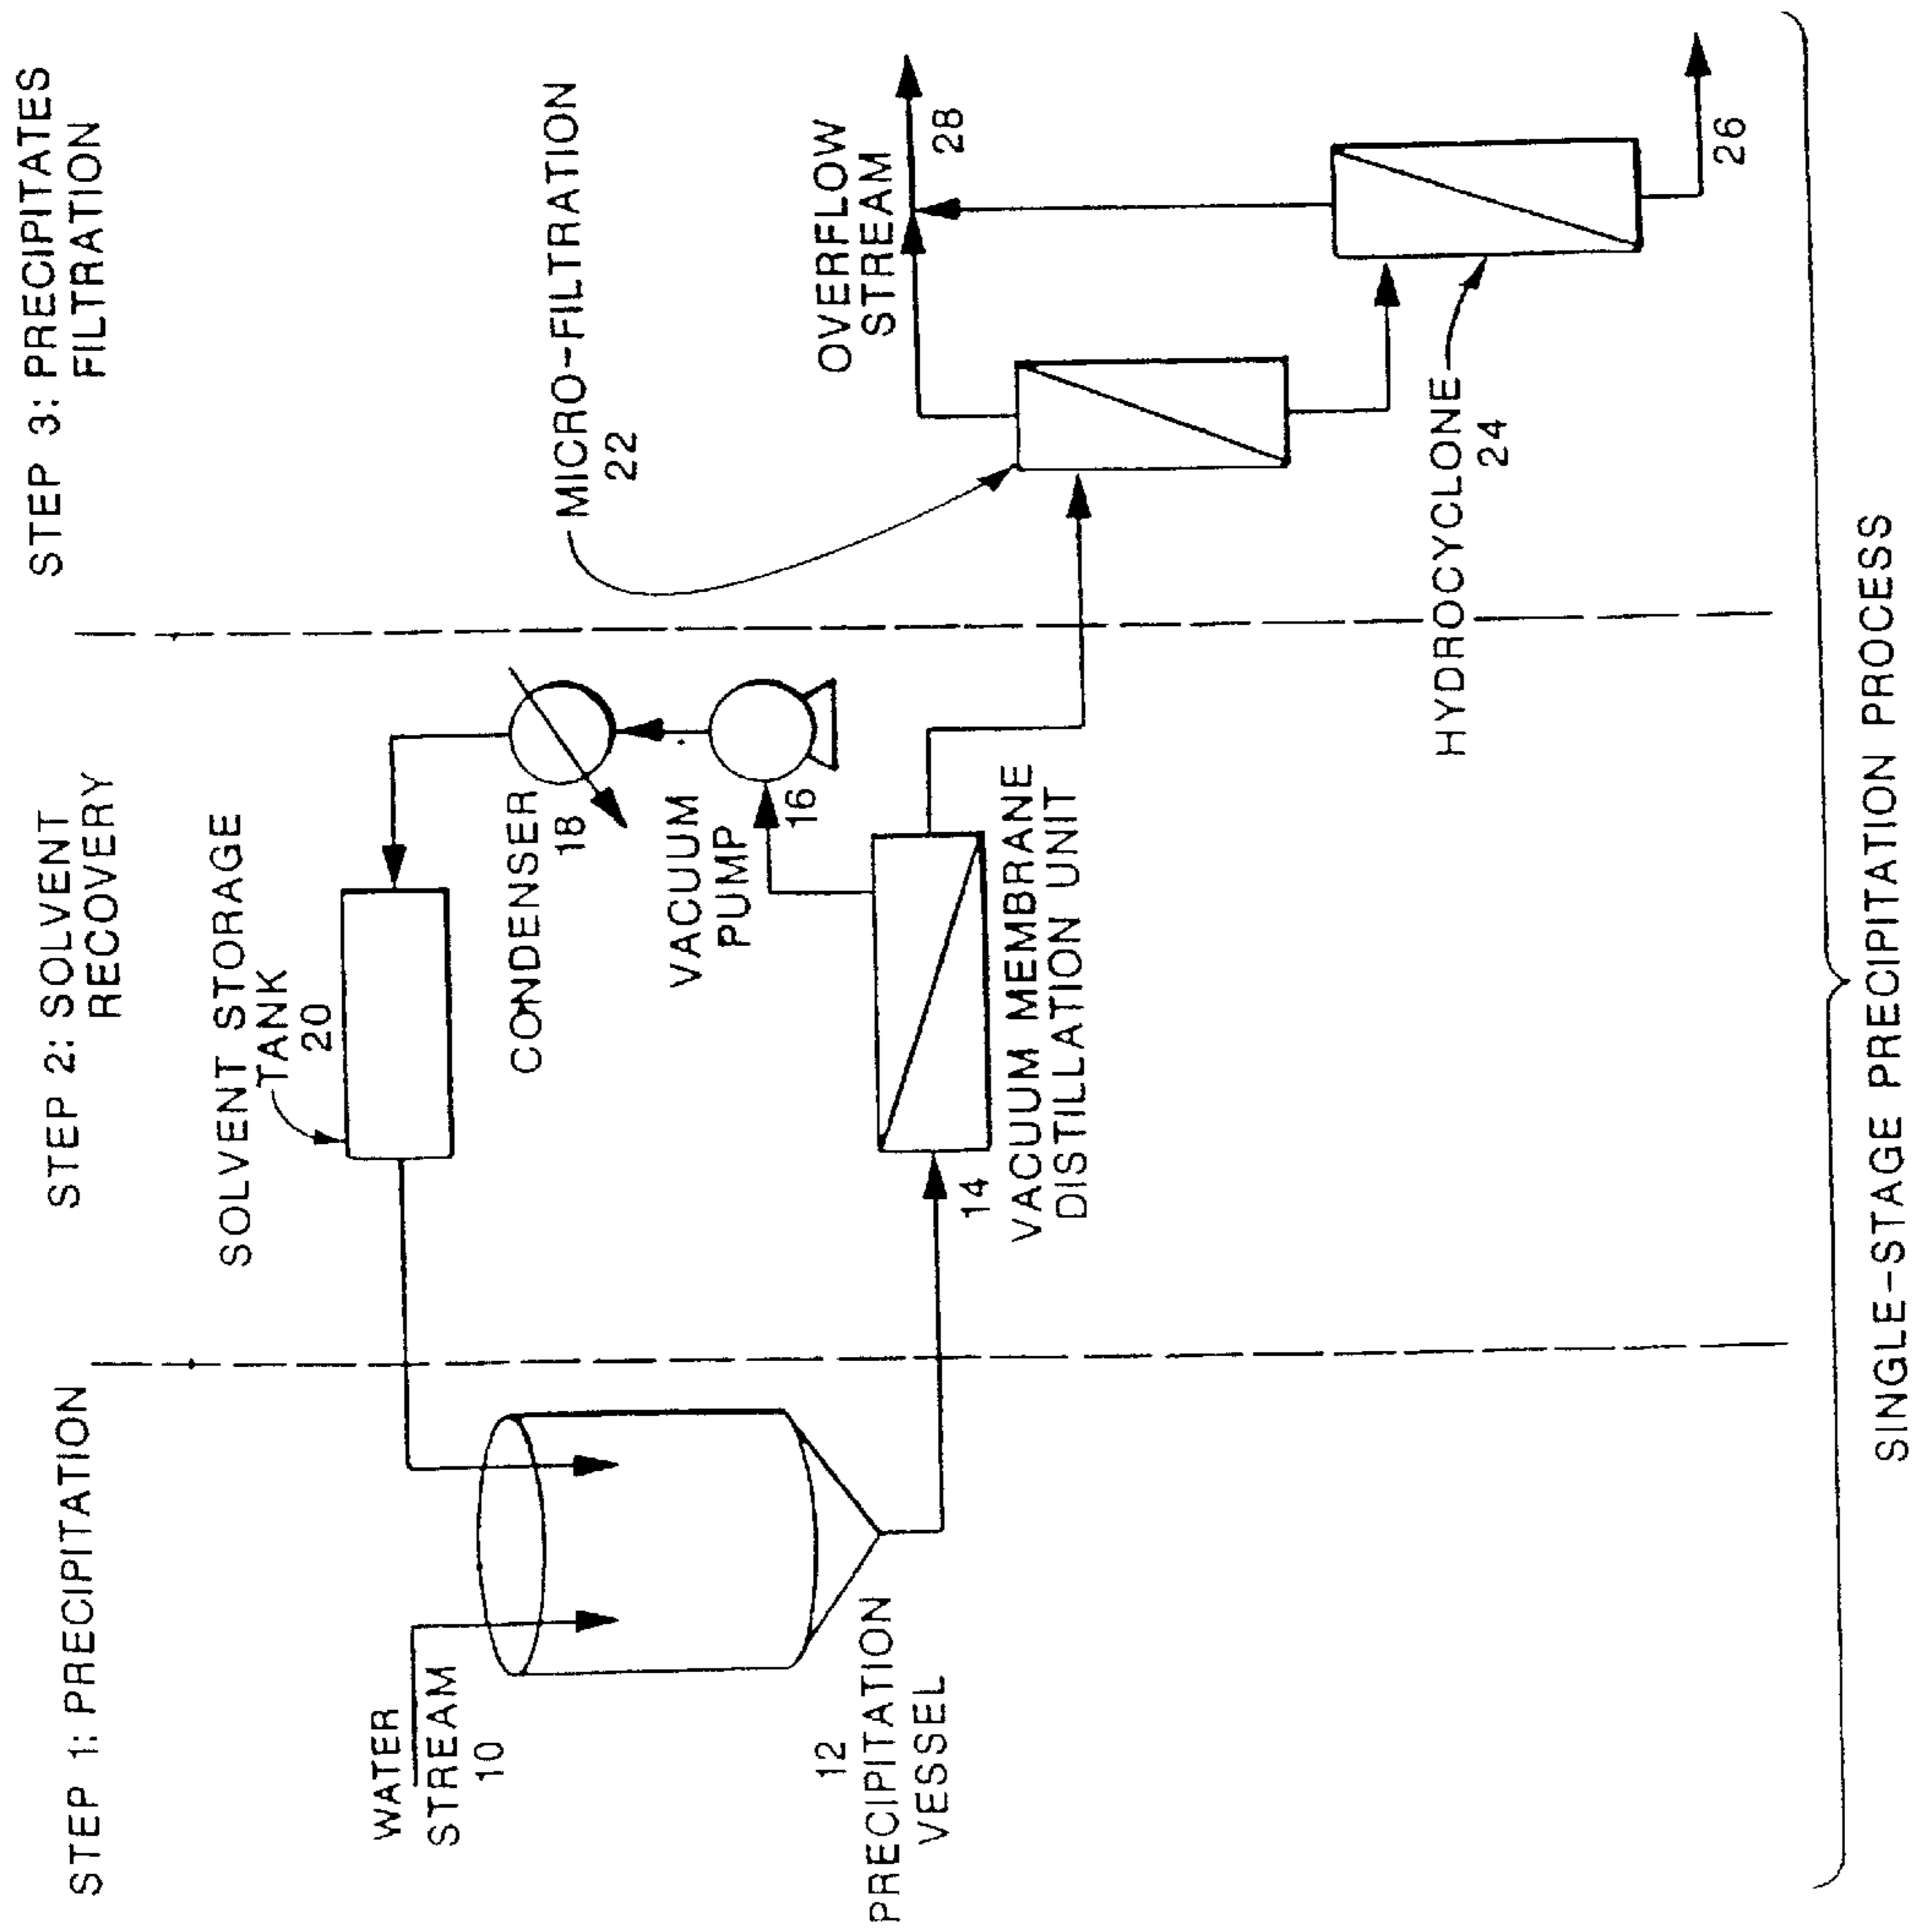 STEP 1: PRECIPITATION
STEP 2: SOLVENT
RECOVERY
STEP 3: PRECIPITATES
FILTRATION
WATER
STREAM
10
12
PRECIPITATION
VESSEL
SOLVENT STORAGE
TANK
20
CONDENSER
18
VACUUM
PUMP
16
14
VACUUM MEMBRANE
DISTILLATION UNIT
MICRO-FILTRATION
22
OVERFLOW
STREAM
28
HYDROCYCLONE
24
26
SINGLE-STAGE PRECIPITATION PROCESS